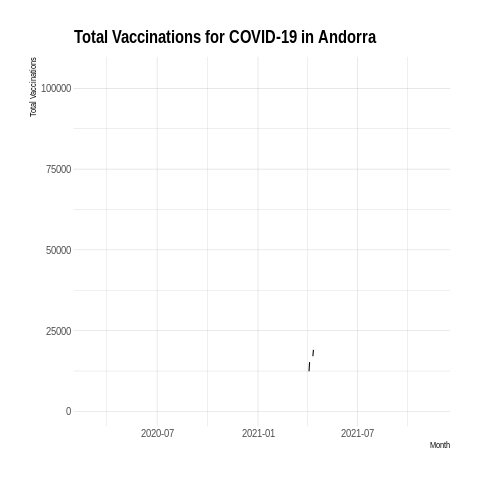 Total Vaccinations for COVID-19 in Andorra
Total Vaccinations
100000
75000
50000
25000
0
2020-07 2021-01 2021-07
Month